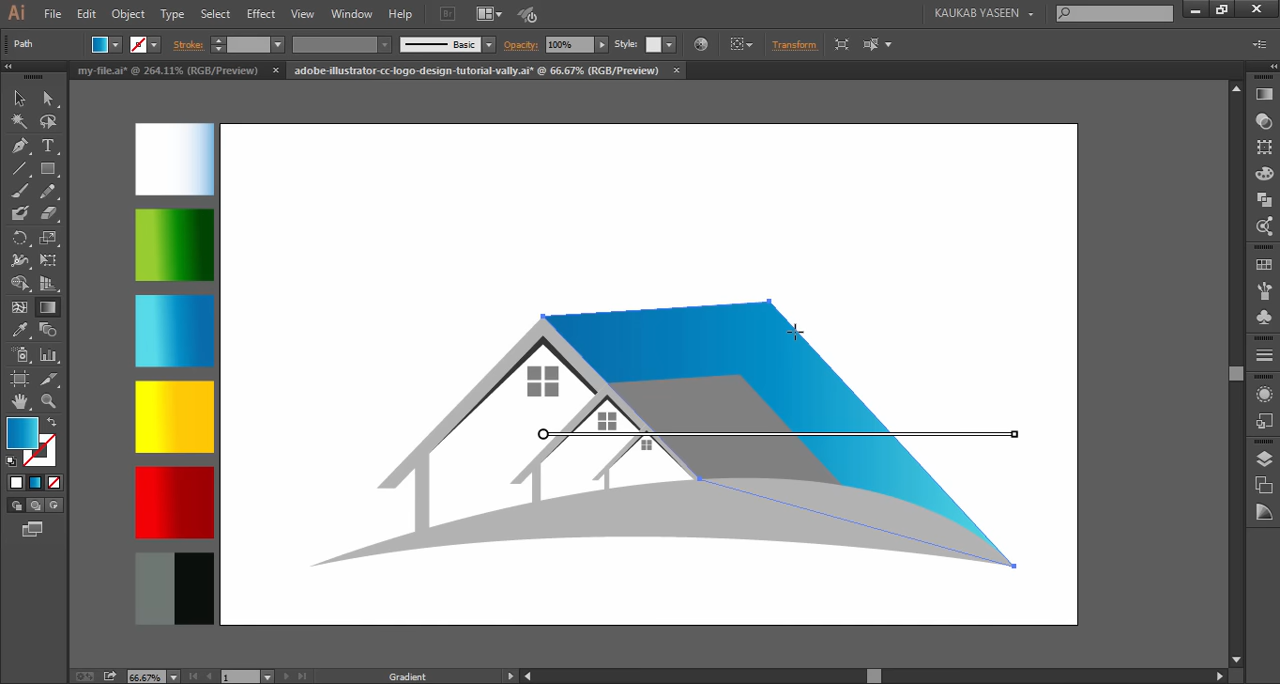 Ai File Edit Object Type Select Effect View Window Help Br KAUKAB YASEEN
Path Stroke: Basic Opacity: 100% Style: Transform
my-file.ai* @ 264.11% (RGB/Preview) × adobe-illustrator-cc-logo-design-tutorial-vally.ai* @ 66.67% (RGB/Preview) ×
T
66.67% 1 Gradient